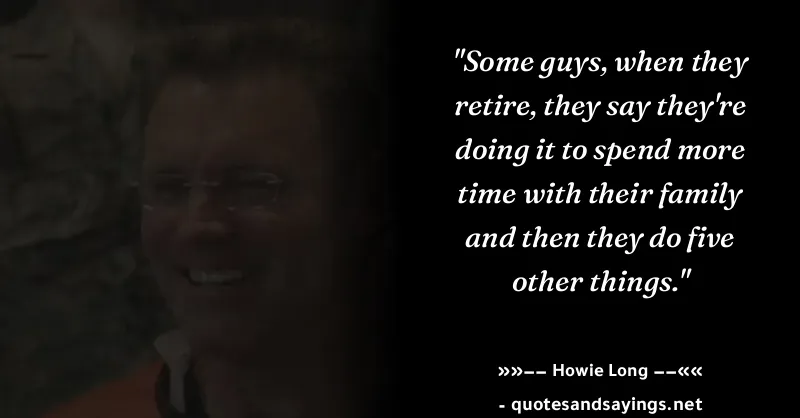 "Some guys, when they
retire, they say they're
doing it to spend more
time with their family
and then they do five
other things."
»»–– Howie Long ––««
- quotesandsayings.net